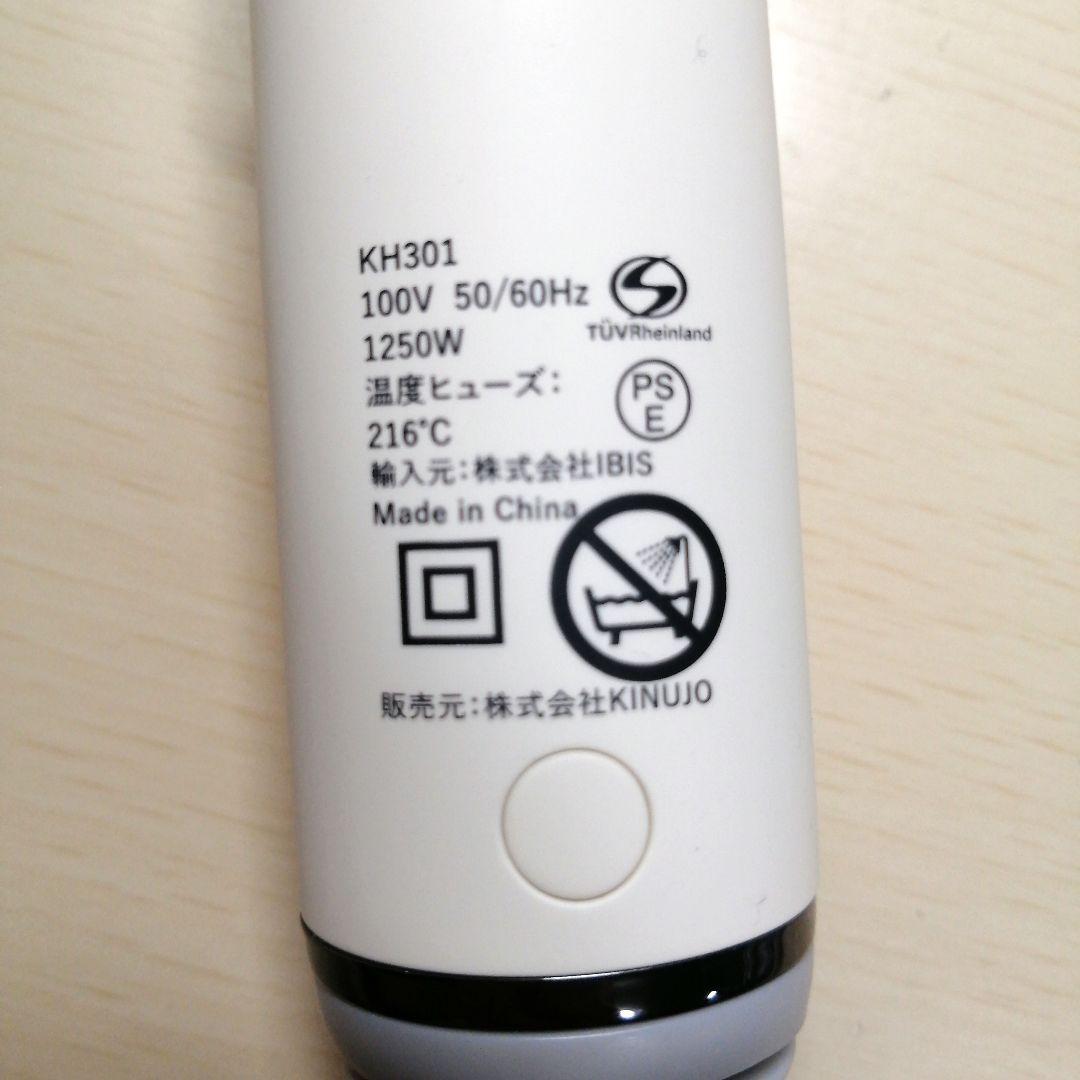 KH301
100V 50/60Hz
1250W
温度ヒューズ：
216℃
輸入元：株式会社IBIS
Made in China
TÜVRheinland
PS
E
販売元：株式会社KINUJO